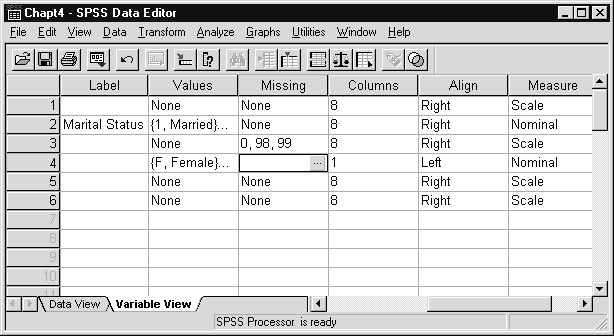 Chapt4 - SPSS Data Editor
File Edit View Data Transform Analyze Graphs Utilities Window Help
Label Values Missing Columns Align Measure
1 None None 8 Right Scale
2 Marital Status {1, Married}... None 8 Right Nominal
3 None 0, 98, 99 8 Right Scale
4 {F, Female}... ... 1 Left Nominal
5 None None 8 Right Scale
6 None None 8 Right Scale
7
8
9
10
11
Data View Variable View
SPSS Processor is ready